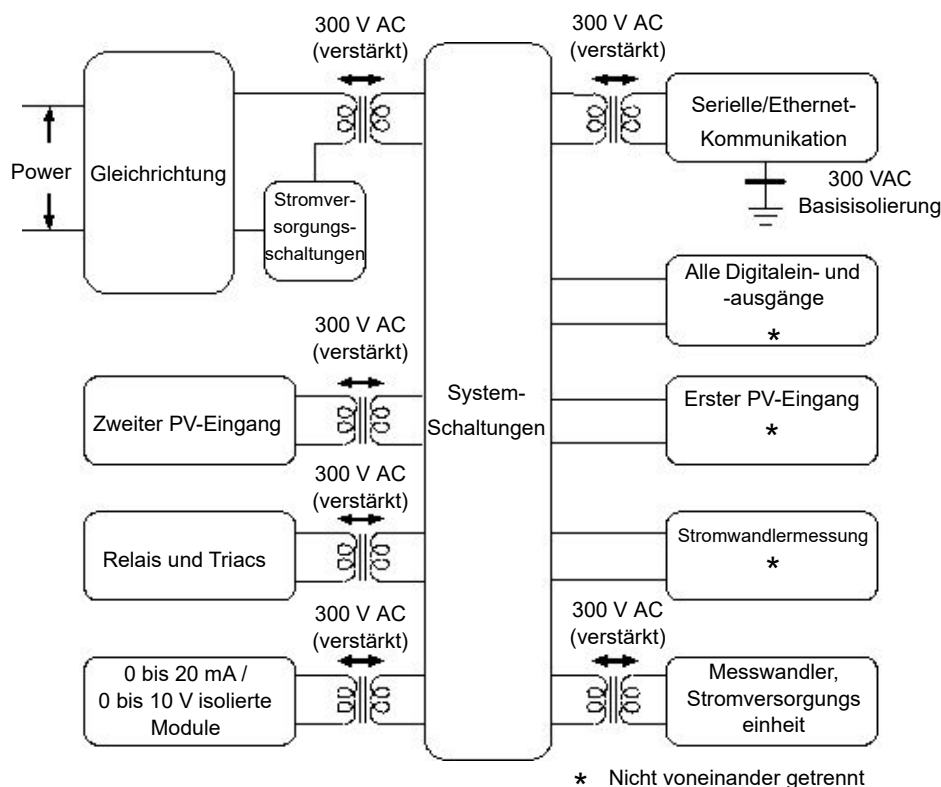 300 V AC
(verstärkt)
300 V AC
(verstärkt)
Power
Gleichrichtung
Stromver-
sorgungs-
schaltungen
Serielle/Ethernet-
Kommunikation
300 VAC
Basisisolierung
Alle Digitalein- und
-ausgänge
*
300 V AC
(verstärkt)
Zweiter PV-Eingang
System-
Schaltungen
Erster PV-Eingang
*
300 V AC
(verstärkt)
Relais und Triacs
Stromwandlermessung
*
300 V AC
(verstärkt)
300 V AC
(verstärkt)
0 bis 20 mA /
0 bis 10 V isolierte
Module
Messwandler,
Stromversorgungs
einheit
* Nicht voneinander getrennt